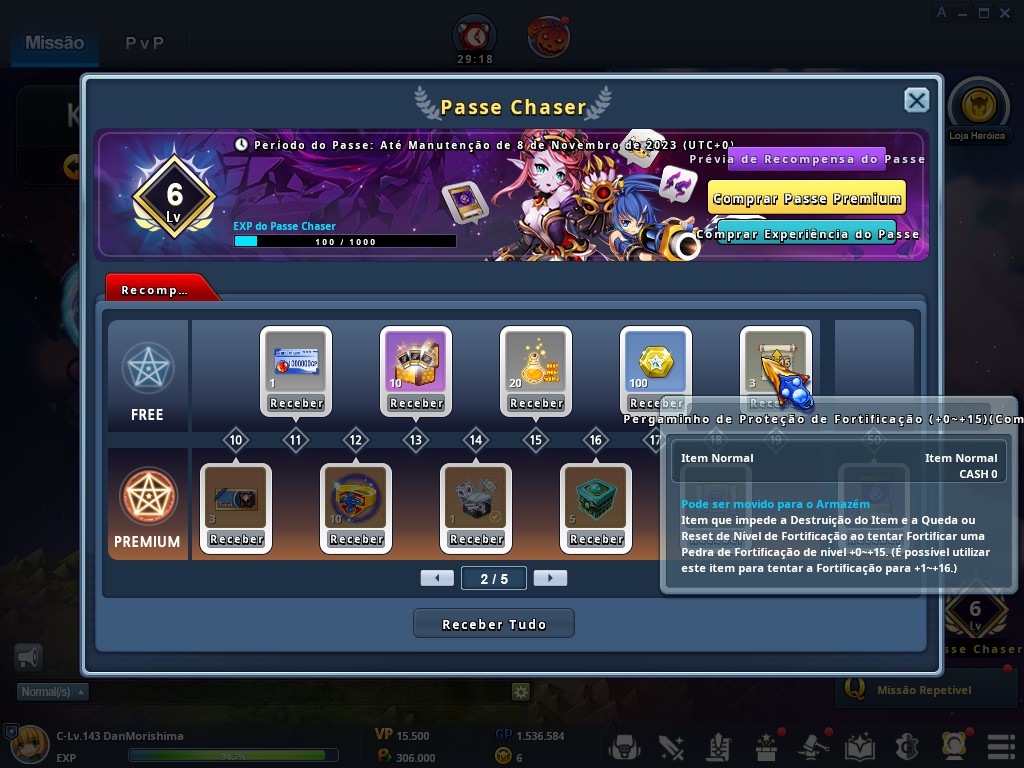 A
Missão
P v P
29:18
K
Loja Heróica
Passe Chaser
Período do Passe: Até Manutenção de 8 de Novembro de 2023 (UTC+0)
Prévia de Recompensa do Passe
6
Lv
Comprar Passe Premium
EXP do Passe Chaser
100 / 1000
Comprar Experiência do Passe
Recomp...
FREE
1
10
20
100
3
Receber
Receber
Receber
Receber
Pergaminho de Proteção de Fortificação (+0~+15)(Com
10
11
12
13
14
15
16
17
18
19
50
Item Normal
Item Normal
CASH 0
PREMIUM
3
10
1
5
Receber
Receber
Receber
Receber
Pode ser movido para o Armazém
Item que impede a Destruição do Item e a Queda ou
Reset de Nível de Fortificação ao tentar Fortificar uma
Pedra de Fortificação de nível +0~+15. (É possível utilizar
este item para tentar a Fortificação para +1~+16.)
2 / 5
Receber Tudo
6
Lv
sse Chaser
Normal(/s)
Missão Repetível
C-Lv.143 DanMorishima
EXP
VP 15.500
GP 1.536.584
306.000
6